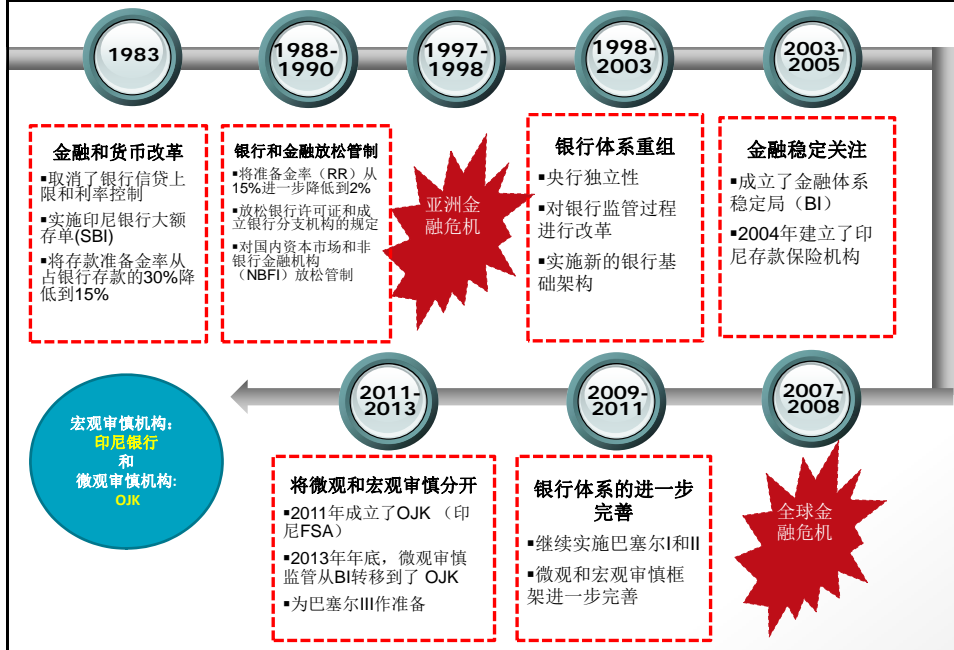 1983
1988-
1990
1997-
1998
1998-
2003
2003-
2005
金融和货币改革
▪取消了银行信贷上
限和利率控制
▪实施印尼银行大额
存单(SBI)
▪将存款准备金率从
占银行存款的30%降
低到15%
银行和金融放松管制
▪将准备金率（RR）从
15%进一步降低到2%
▪放松银行许可证和成
立银行分支机构的规定
▪对国内资本市场和非
银行金融机构
（NBFI）放松管制
亚洲金
融危机
银行体系重组
▪央行独立性
▪对银行监管过程
进行改革
▪实施新的银行基
础架构
金融稳定关注
▪成立了金融体系
稳定局（BI）
▪2004年建立了印
尼存款保险机构
2007-
2008
2009-
2011
2011-
2013
全球金
融危机
银行体系的进一步
完善
▪继续实施巴塞尔I和II
▪微观和宏观审慎框
架进一步完善
将微观和宏观审慎分开
▪2011年成立了OJK （印
尼FSA）
▪2013年年底，微观审慎
监管从BI转移到了 OJK
▪为巴塞尔III作准备
宏观审慎机构:
印尼银行
和
微观审慎机构:
OJK